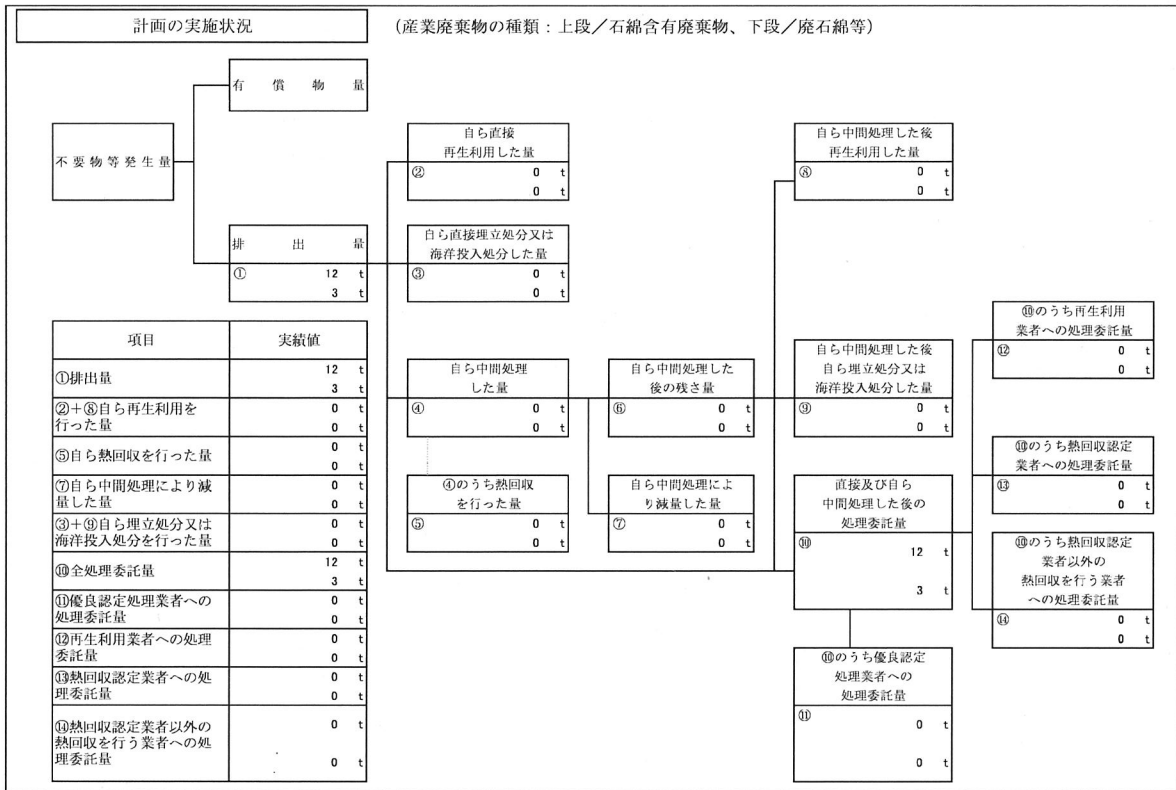 計画の実施状況
(産業廃棄物の種類:上段/石綿含有廃棄物、下段/廃石綿等)
有償物量
不要物等発生量
排出量
① 12 t
3 t
自ら直接
再生利用した量
② 0 t
0 t
自ら直接埋立処分又は
海洋投入処分した量
③ 0 t
0 t
自ら中間処理した後
再生利用した量
⑧ 0 t
0 t
自ら中間処理
した量
④ 0 t
0 t
④のうち熱回収
を行った量
⑤ 0 t
0 t
自ら中間処理した
後の残さ量
⑥ 0 t
0 t
自ら中間処理によ
り減量した量
⑦ 0 t
0 t
自ら中間処理した後
自ら埋立処分又は
海洋投入処分した量
⑨ 0 t
0 t
直接及び自ら
中間処理した後の
処理委託量
⑩
12 t
3 t
⑩のうち優良認定
処理業者への
処理委託量
⑪
0 t
0 t
⑩のうち再生利用
業者への処理委託量
⑫ 0 t
0 t
⑩のうち熱回収認定
業者への処理委託量
⑬ 0 t
0 t
⑩のうち熱回収認定
業者以外の
熱回収を行う業者
への処理委託量
⑭ 0 t
0 t
項目 実績値
①排出量 12 t
3 t
②+⑧自ら再生利用を 0 t
行った量 0 t
⑤自ら熱回収を行った量 0 t
0 t
⑦自ら中間処理により減 0 t
量した量 0 t
③+⑨自ら埋立処分又は 0 t
海洋投入処分を行った量 0 t
⑩全処理委託量 12 t
3 t
⑪優良認定処理業者への 0 t
処理委託量 0 t
⑫再生利用業者への処理 0 t
委託量 0 t
⑬熱回収認定業者への処 0 t
理委託量 0 t
⑭熱回収認定業者以外の 0 t
熱回収を行う業者への処
理委託量 0 t